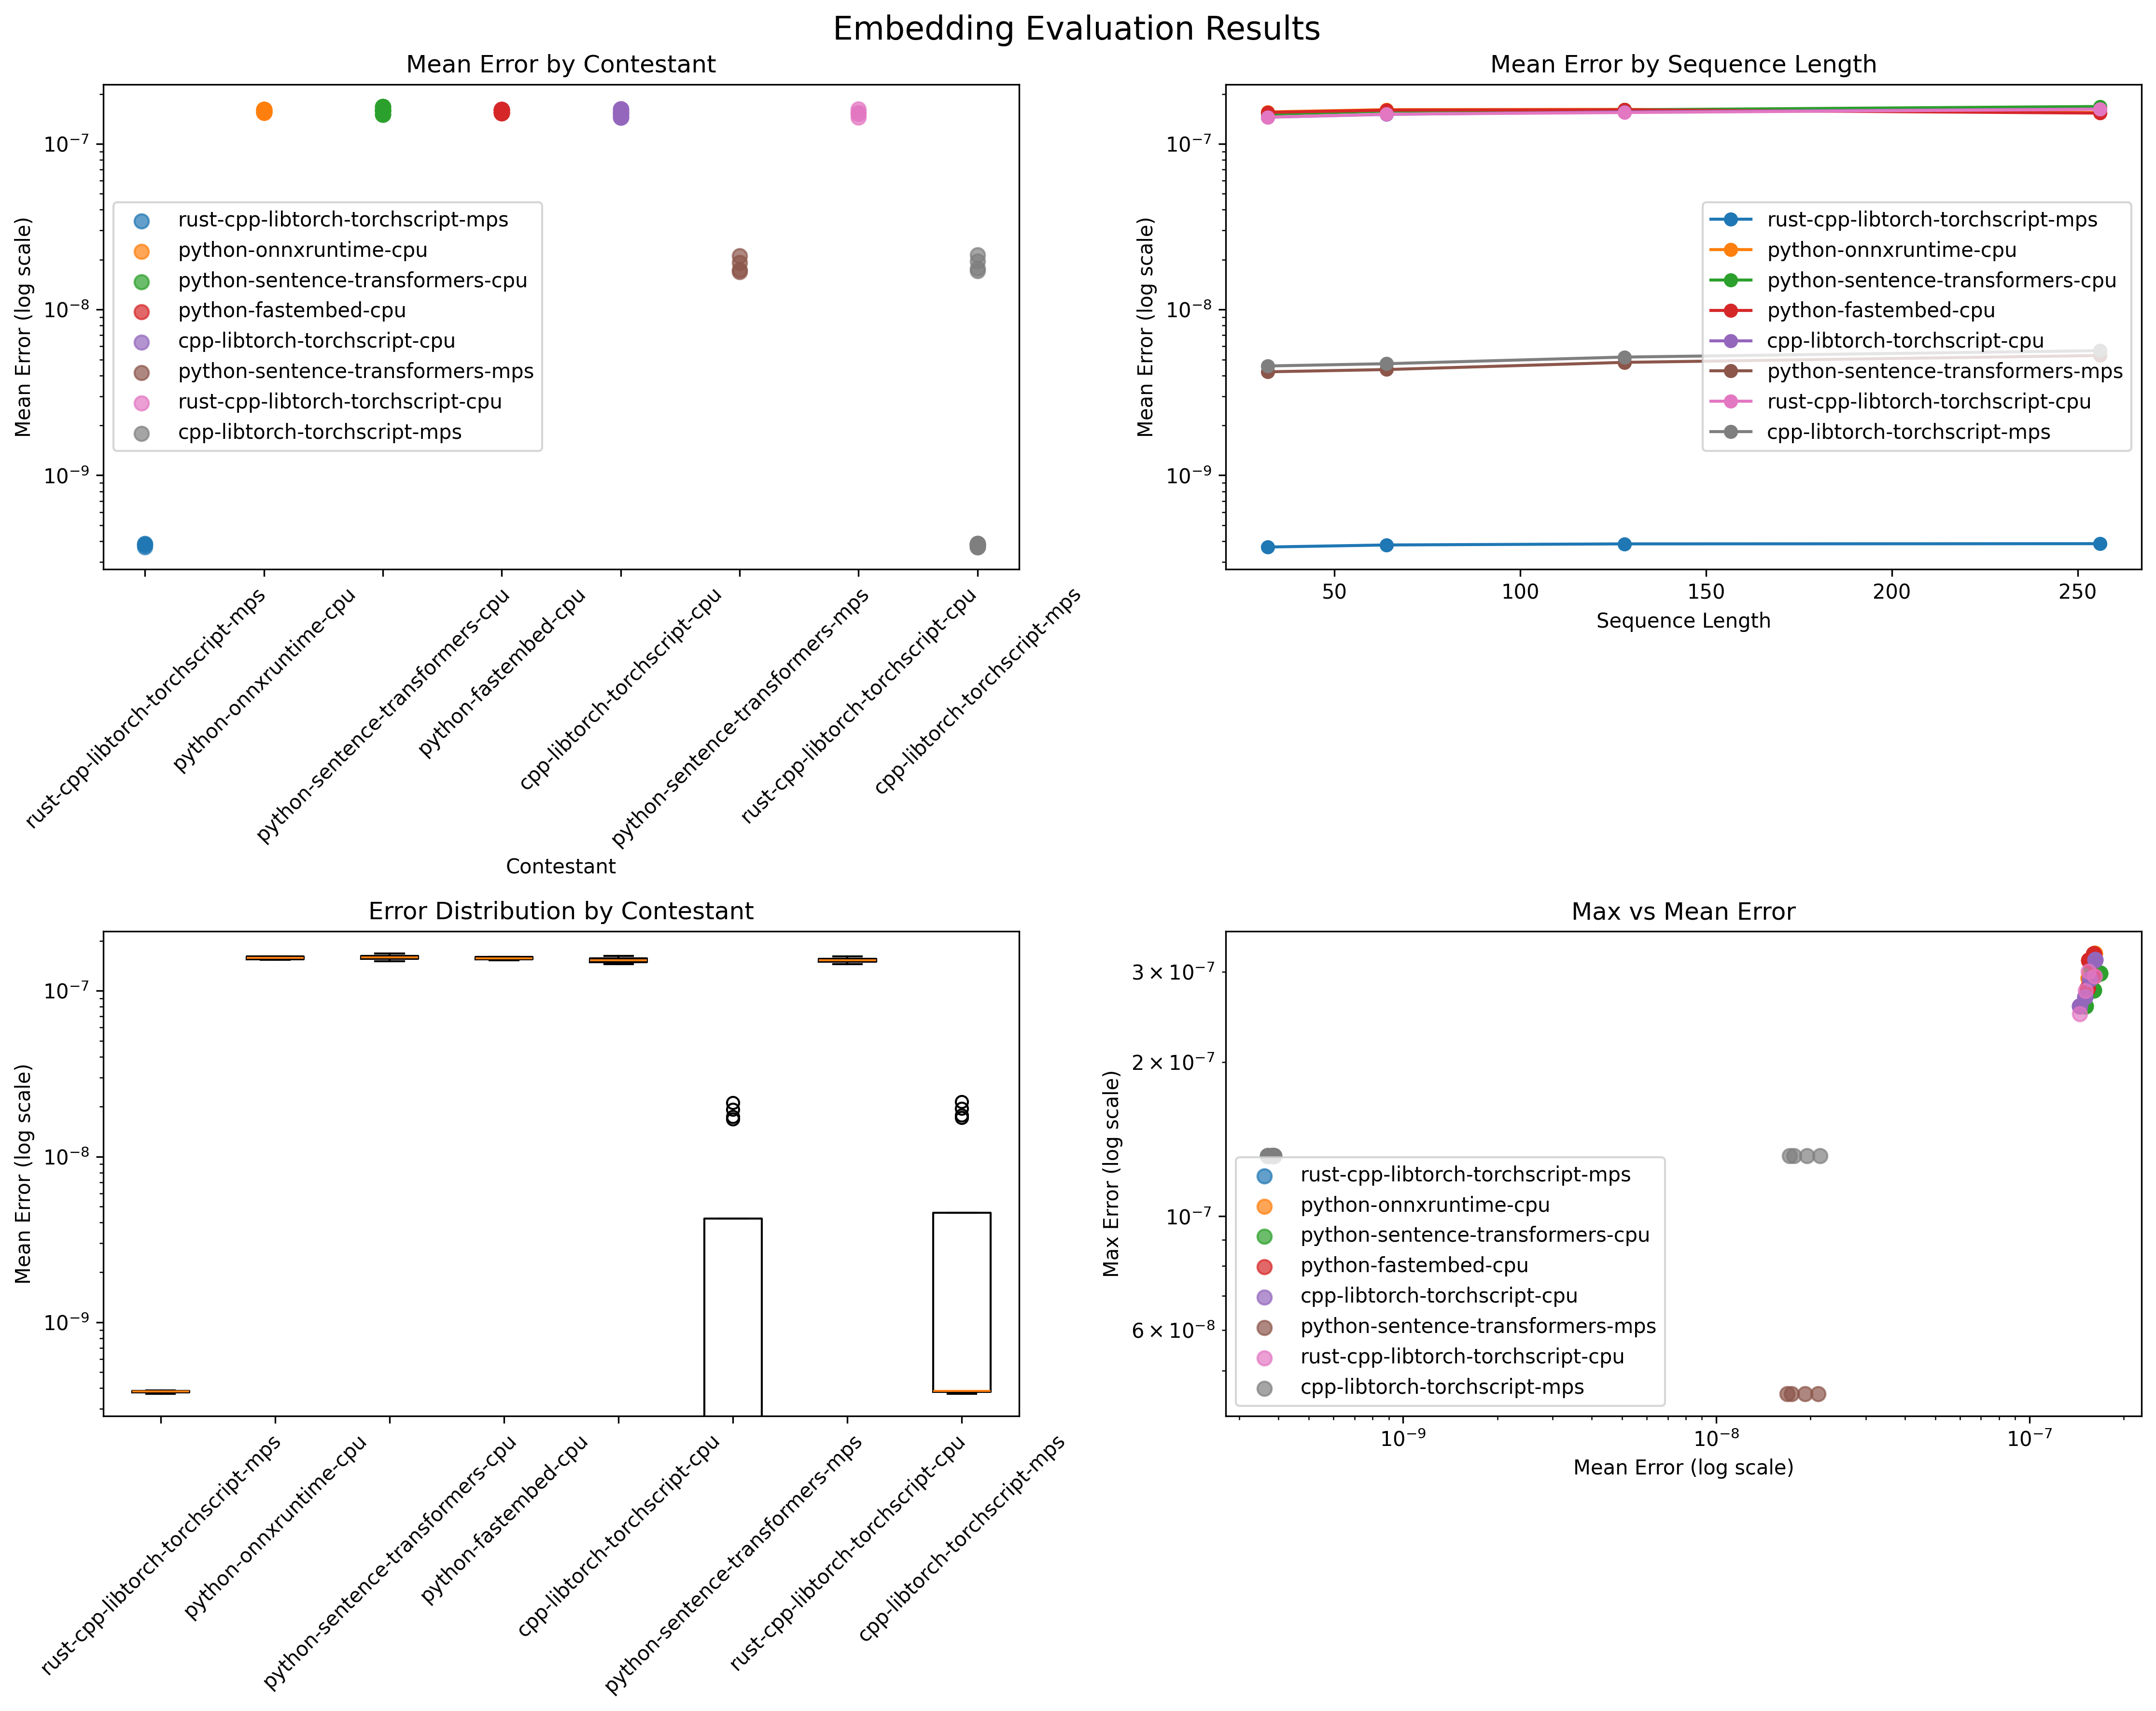 Embedding Evaluation Results
Mean Error by Contestant
Mean Error (log scale)
10⁻⁷
10⁻⁸
10⁻⁹
rust-cpp-libtorch-torchscript-mps
python-onnxruntime-cpu
python-sentence-transformers-cpu
python-fastembed-cpu
cpp-libtorch-torchscript-cpu
python-sentence-transformers-mps
rust-cpp-libtorch-torchscript-cpu
cpp-libtorch-torchscript-mps
rust-cpp-libtorch-torchscript-mps
python-onnxruntime-cpu
python-sentence-transformers-cpu
python-fastembed-cpu
cpp-libtorch-torchscript-cpu
python-sentence-transformers-mps
rust-cpp-libtorch-torchscript-cpu
cpp-libtorch-torchscript-mps
Contestant
Mean Error by Sequence Length
Mean Error (log scale)
10⁻⁷
10⁻⁸
10⁻⁹
rust-cpp-libtorch-torchscript-mps
python-onnxruntime-cpu
python-sentence-transformers-cpu
python-fastembed-cpu
cpp-libtorch-torchscript-cpu
python-sentence-transformers-mps
rust-cpp-libtorch-torchscript-cpu
cpp-libtorch-torchscript-mps
50 100 150 200 250
Sequence Length
Error Distribution by Contestant
Mean Error (log scale)
10⁻⁷
10⁻⁸
10⁻⁹
rust-cpp-libtorch-torchscript-mps
python-onnxruntime-cpu
python-sentence-transformers-cpu
python-fastembed-cpu
cpp-libtorch-torchscript-cpu
python-sentence-transformers-mps
rust-cpp-libtorch-torchscript-cpu
cpp-libtorch-torchscript-mps
Max vs Mean Error
Max Error (log scale)
3 × 10⁻⁷
2 × 10⁻⁷
10⁻⁷
6 × 10⁻⁸
rust-cpp-libtorch-torchscript-mps
python-onnxruntime-cpu
python-sentence-transformers-cpu
python-fastembed-cpu
cpp-libtorch-torchscript-cpu
python-sentence-transformers-mps
rust-cpp-libtorch-torchscript-cpu
cpp-libtorch-torchscript-mps
10⁻⁹ 10⁻⁸ 10⁻⁷
Mean Error (log scale)